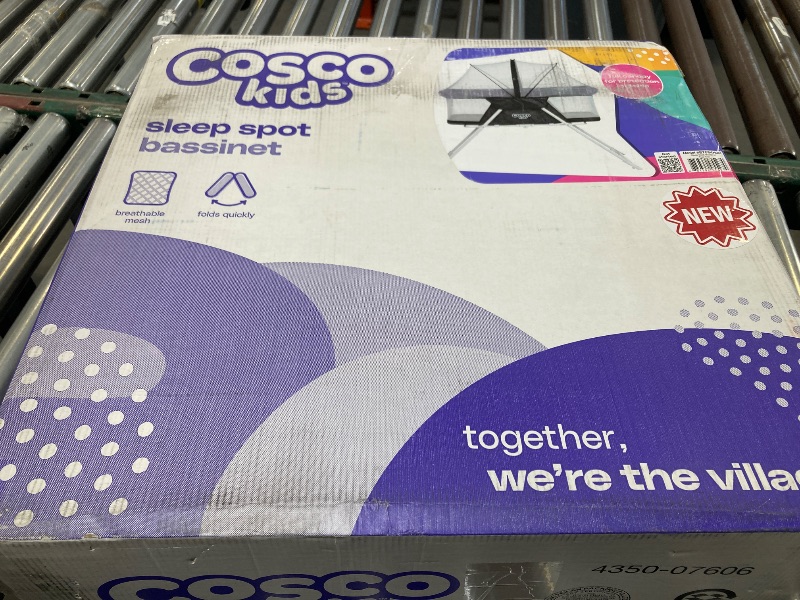 cosco
kids
sleep spot
bassinet
breathable
mesh
folds quickly
NEW
together,
we're the villa
cosco
4350-07606